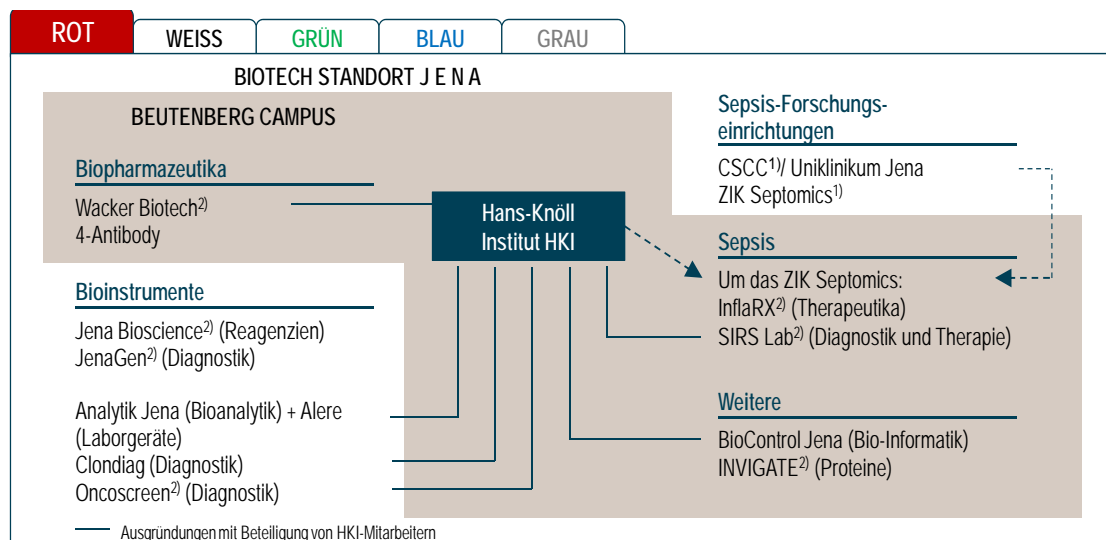 ROT
WEISS
GRÜN
BLAU
GRAU
BIOTECH STANDORT J E N A
BEUTENBERG CAMPUS
Biopharmazeutika
Wacker Biotech2)
4-Antibody
Hans-Knöll
Institut HKI
Sepsis-Forschungs-
einrichtungen
CSCC1)/ Uniklinikum Jena
ZIK Septomics1)
Sepsis
Um das ZIK Septomics:
InflaRX2) (Therapeutika)
SIRS Lab2) (Diagnostik und Therapie)
Bioinstrumente
Jena Bioscience2) (Reagenzien)
JenaGen2) (Diagnostik)
Analytik Jena (Bioanalytik) + Alere
(Laborgeräte)
Clondiag (Diagnostik)
Oncoscreen2) (Diagnostik)
Weitere
BioControl Jena (Bio-Informatik)
INVIGATE2) (Proteine)
Ausgründungen mit Beteiligung von HKI-Mitarbeitern